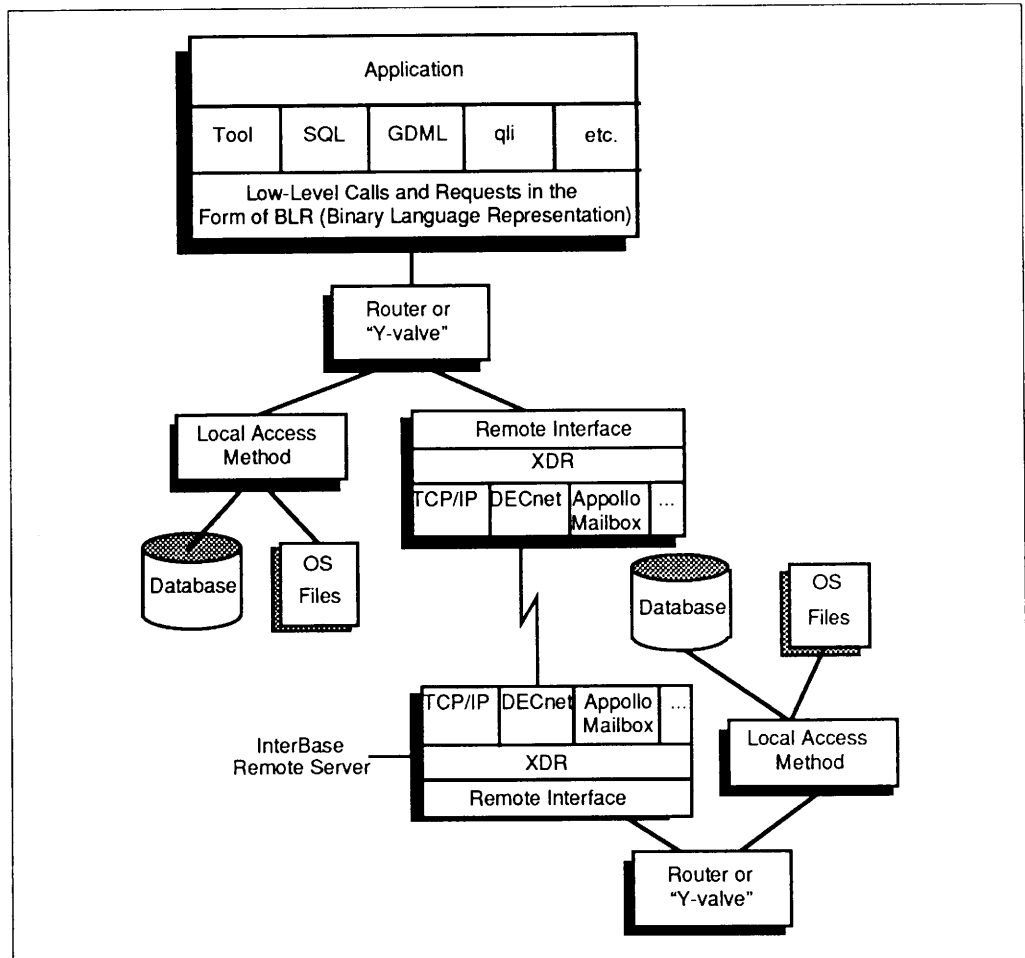 Application
Tool
SQL
GDML
qli
etc.
Low-Level Calls and Requests in the
Form of BLR (Binary Language Representation)
Router or
“Y-valve”
Local Access
Method
Remote Interface
XDR
TCP/IP
DECnet
Appollo
Mailbox
...
Database
OS
Files
Database
OS
Files
TCP/IP
DECnet
Appollo
Mailbox
...
InterBase
Remote Server
XDR
Remote Interface
Local Access
Method
Router or
“Y-valve”